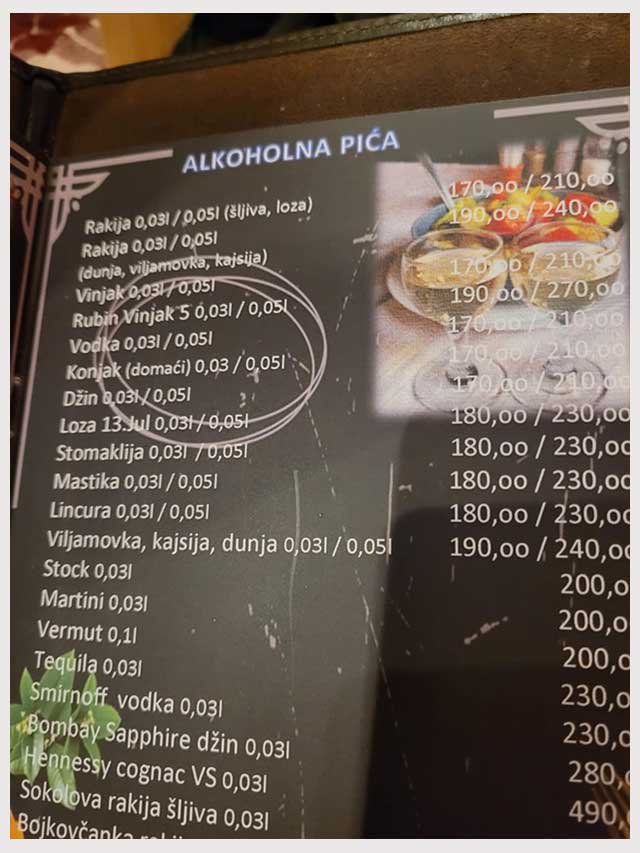 ALKOHOLNA PIĆA
Rakija 0,03l / 0,05l (šljiva, loza) 170,oo / 210,oo
Rakija 0,03l / 0,05l 190,oo / 240,oo
(dunja, viljamovka, kajsija)
Vinjak 0,03l / 0,05l 170,oo / 210,oo
Rubin Vinjak 5 0,03l / 0,05l 190,oo / 270,oo
Vodka 0,03l / 0,05l 170,oo / 210,oo
Konjak (domaći) 0,03 / 0,05l 170,oo / 210,oo
Džin 0,03l / 0,05l 170,oo / 210,oo
Loza 13.Jul 0,03l / 0,05l 180,oo / 230,oo
Stomaklija 0,03l / 0,05l 180,oo / 230,oo
Mastika 0,03l / 0,05l 180,oo / 230,oo
Lincura 0,03l / 0,05l 180,oo / 230,oo
Viljamovka, kajsija, dunja 0,03l / 0,05l 190,oo / 240,oo
Stock 0,03l 200,o
Martini 0,03l 200,o
Vermut 0,1l 200,o
Tequila 0,03l 230,o
Smirnoff vodka 0,03l 230,o
Bombay Sapphire džin 0,03l 280,
Hennessy cognac VS 0,03l 490,
Sokolova rakija šljiva 0,03l
Bojkovčanka